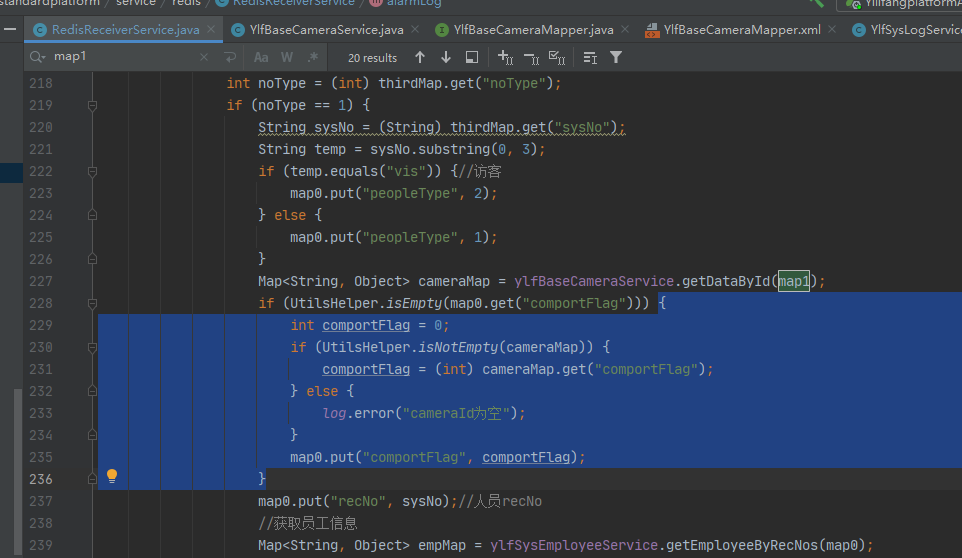 standardplatform / service / redis / RedisReceiverService / alarmLog
RedisReceiverService.java YlfBaseCameraService.java YlfBaseCameraMapper.java YlfBaseCameraMapper.xml
map1 Aa W .* 20 results
218 int noType = (int) thirdMap.get("noType");
219 if (noType == 1) {
220 String sysNo = (String) thirdMap.get("sysNo");
221 String temp = sysNo.substring(0, 3);
222 if (temp.equals("vis")) {//访客
223 map0.put("peopleType", 2);
224 } else {
225 map0.put("peopleType", 1);
226 }
227 Map<String, Object> cameraMap = ylfBaseCameraService.getDataById(map1);
228 if (UtilsHelper.isEmpty(map0.get("comportFlag"))) {
229 int comportFlag = 0;
230 if (UtilsHelper.isNotEmpty(cameraMap)) {
231 comportFlag = (int) cameraMap.get("comportFlag");
232 } else {
233 log.error("cameraId为空");
234 }
235 map0.put("comportFlag", comportFlag);
236 }
237 map0.put("recNo", sysNo);//人员recNo
238 //获取员工信息
239 Map<String, Object> empMap = ylfSysEmployeeService.getEmployeeByRecNos(map0);